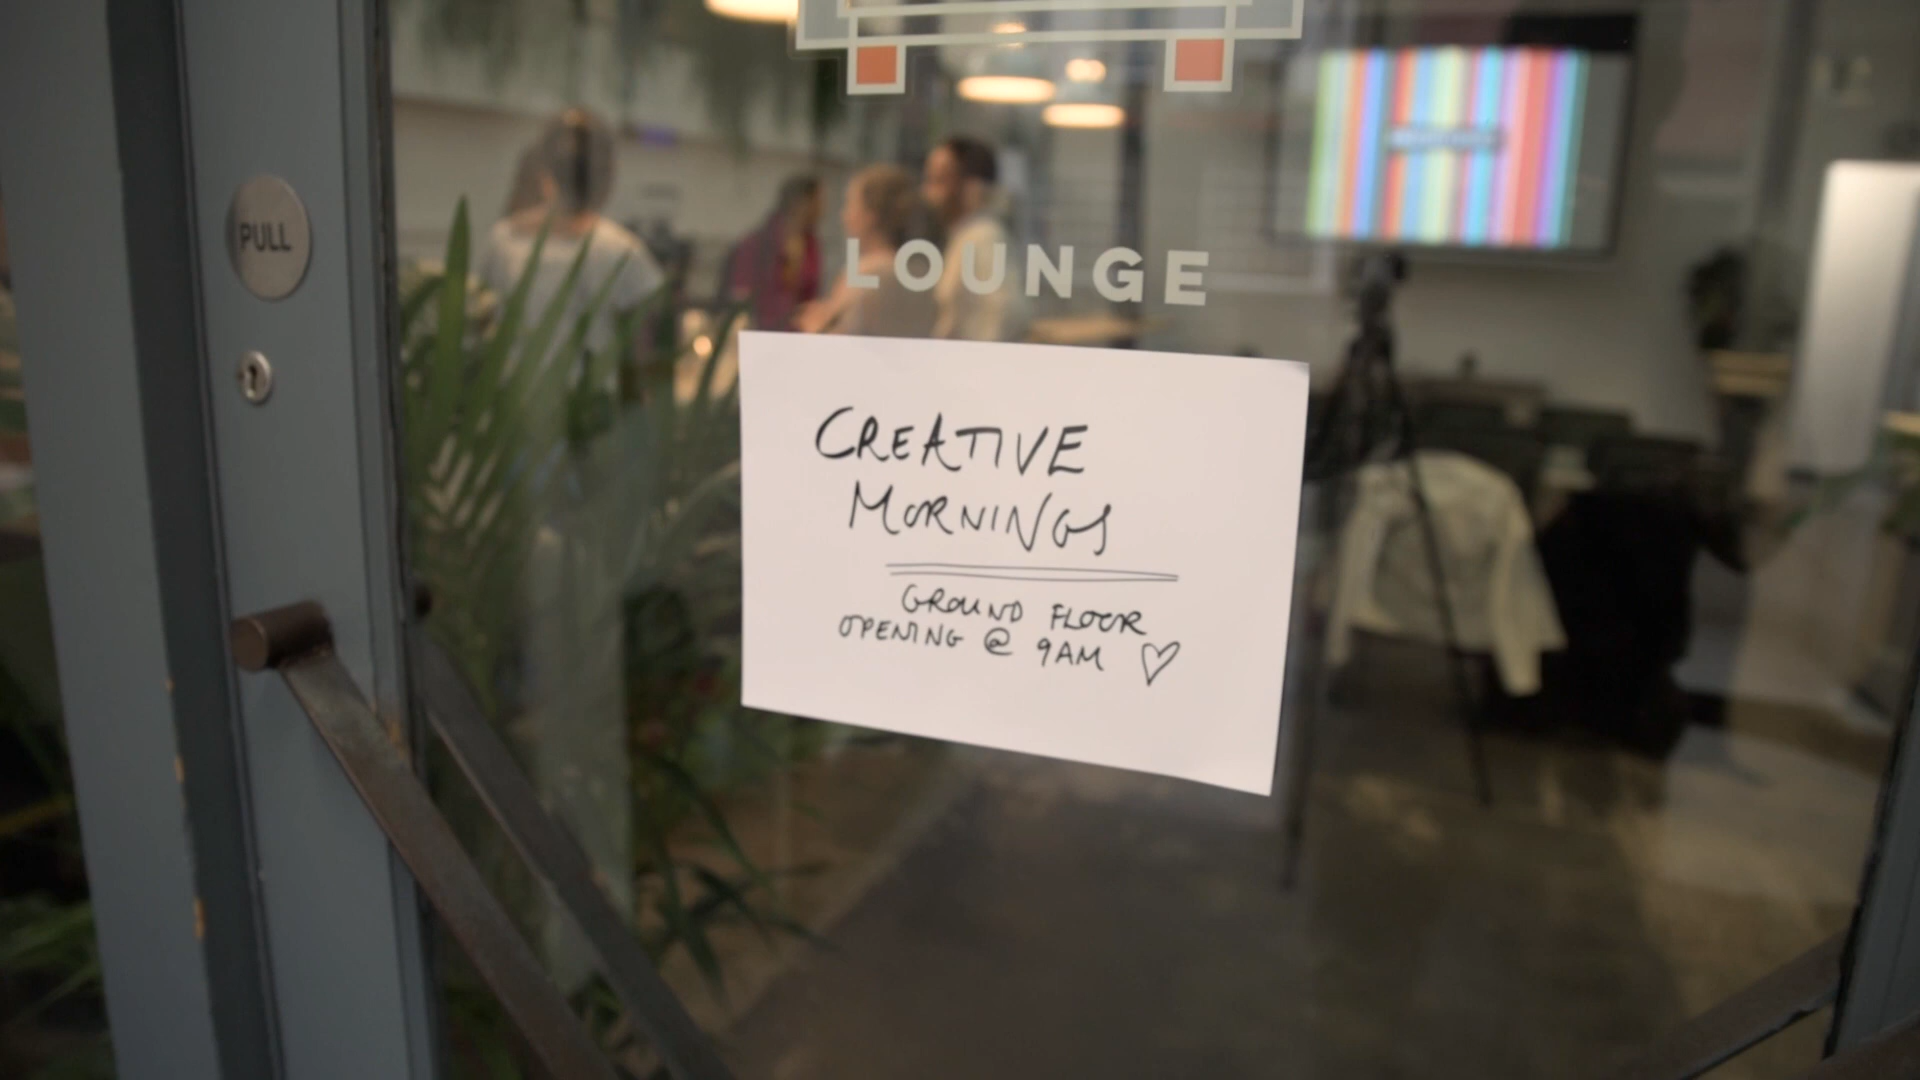 PULL
LOUNGE
CREATIVE
MORNINGS
GROUND FLOOR
OPENING @ 9AM ♡